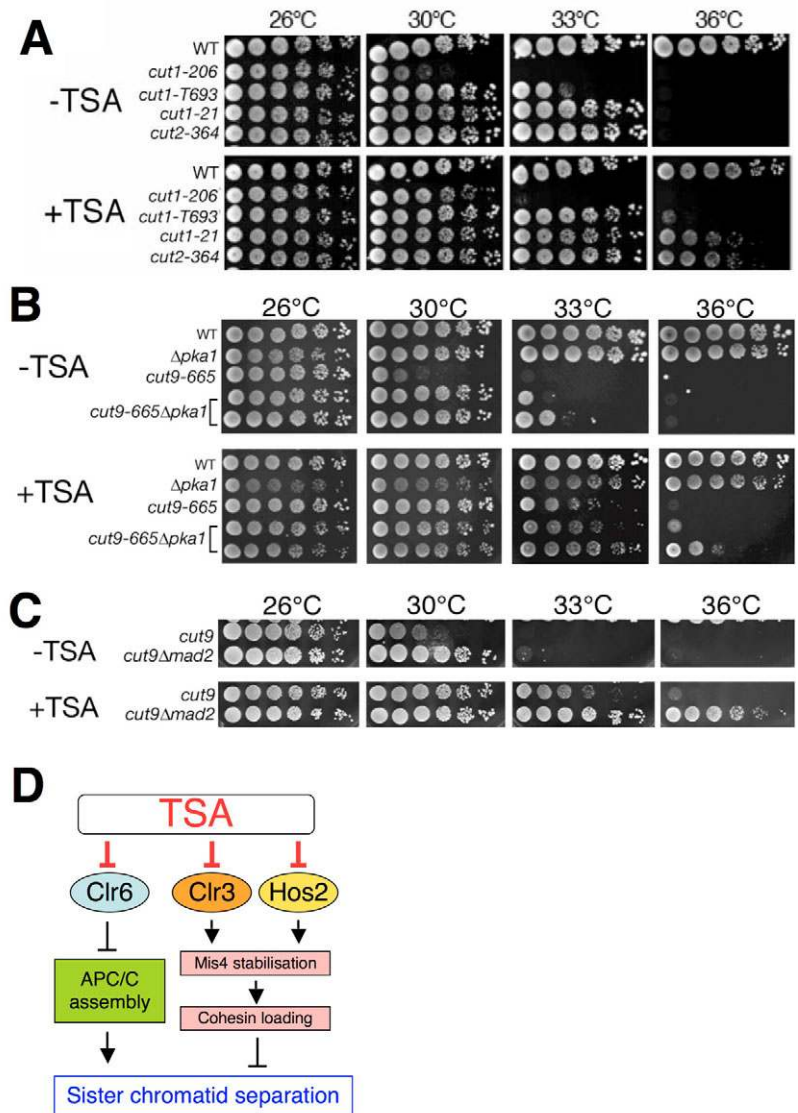 A
26°C 30°C 33°C 36°C
-TSA
WT
cut1-206
cut1-T693
cut1-21
cut2-364
+TSA
WT
cut1-206
cut1-T693
cut1-21
cut2-364
B
26°C 30°C 33°C 36°C
-TSA
WT
Δpka1
cut9-665
cut9-665Δpka1
+TSA
WT
Δpka1
cut9-665
cut9-665Δpka1
C
26°C 30°C 33°C 36°C
-TSA
cut9
cut9Δmad2
+TSA
cut9
cut9Δmad2
D
TSA
Clr6 Clr3 Hos2
APC/C
assembly
Mis4 stabilisation
Cohesin loading
Sister chromatid separation